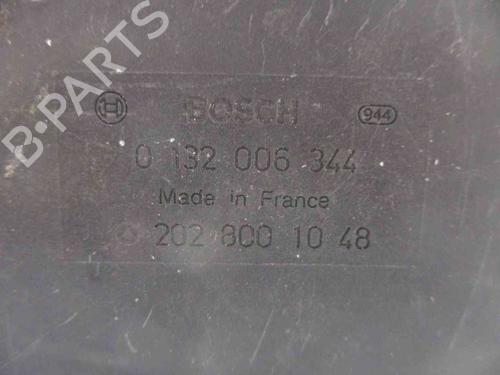 B-PARTS
BOSCH 944
0 132 006 344
Made in France
202 800 10 48